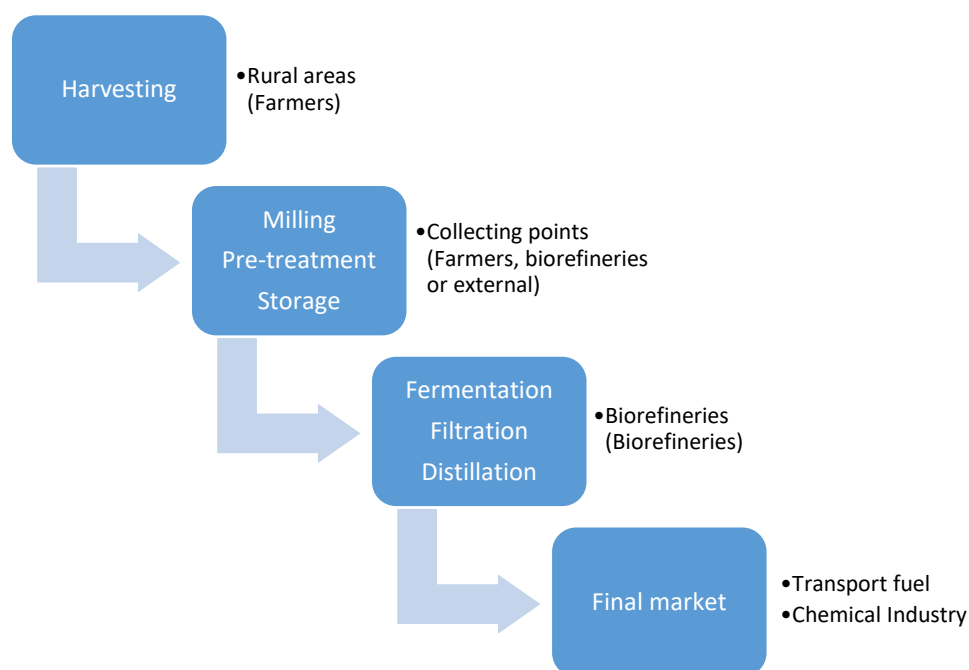 Harvesting
•Rural areas
(Farmers)
Milling
Pre-treatment
Storage
•Collecting points
(Farmers, biorefineries
or external)
Fermentation
Filtration
Distillation
•Biorefineries
(Biorefineries)
Final market
•Transport fuel
•Chemical Industry